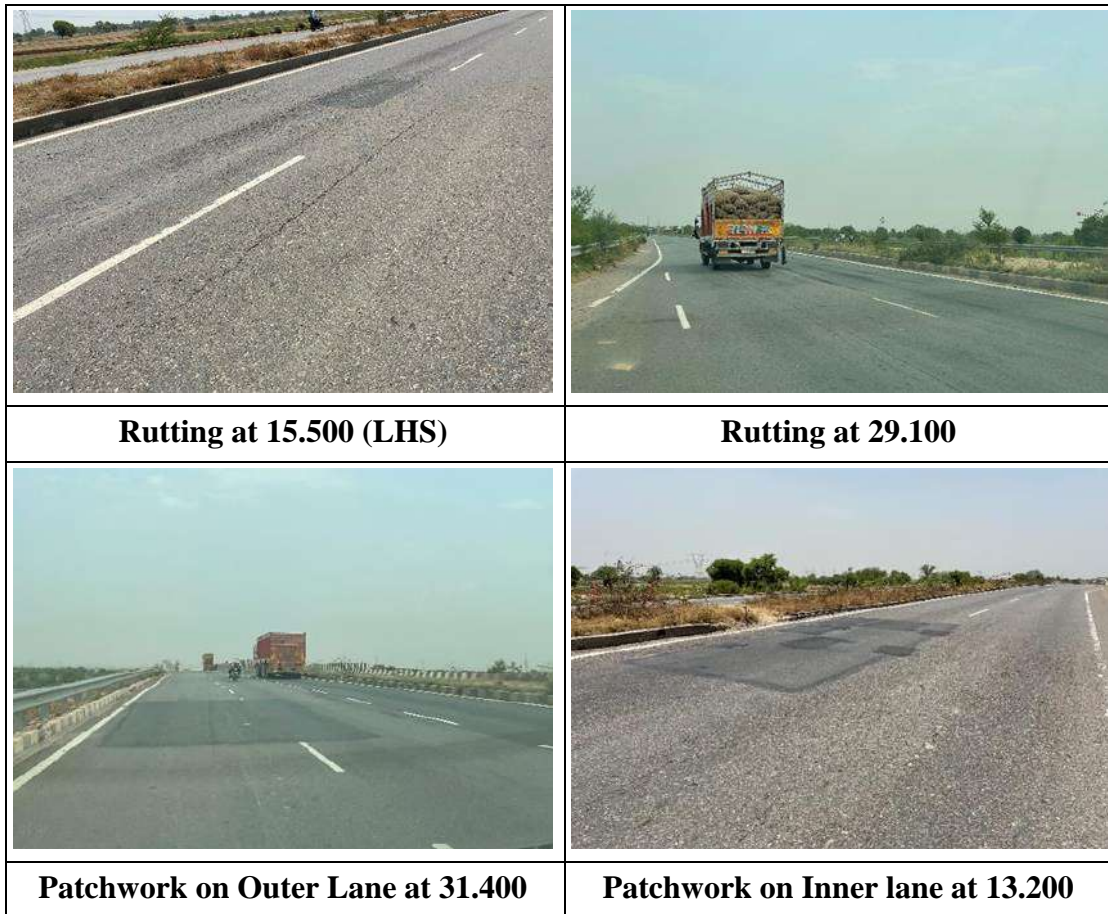 Rutting at 15.500 (LHS)
Rutting at 29.100
Patchwork on Outer Lane at 31.400
Patchwork on Inner lane at 13.200